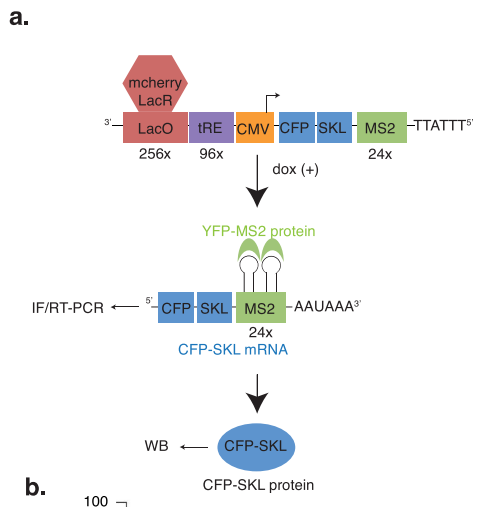 a.
mcherry
LacR
3' LacO tRE CMV CFP SKL MS2 TTATTT5'
256x 96x 24x
dox (+)
YFP-MS2 protein
IF/RT-PCR 5' CFP SKL MS2 AAUAAA3'
24x
CFP-SKL mRNA
WB CFP-SKL
CFP-SKL protein
b.
100